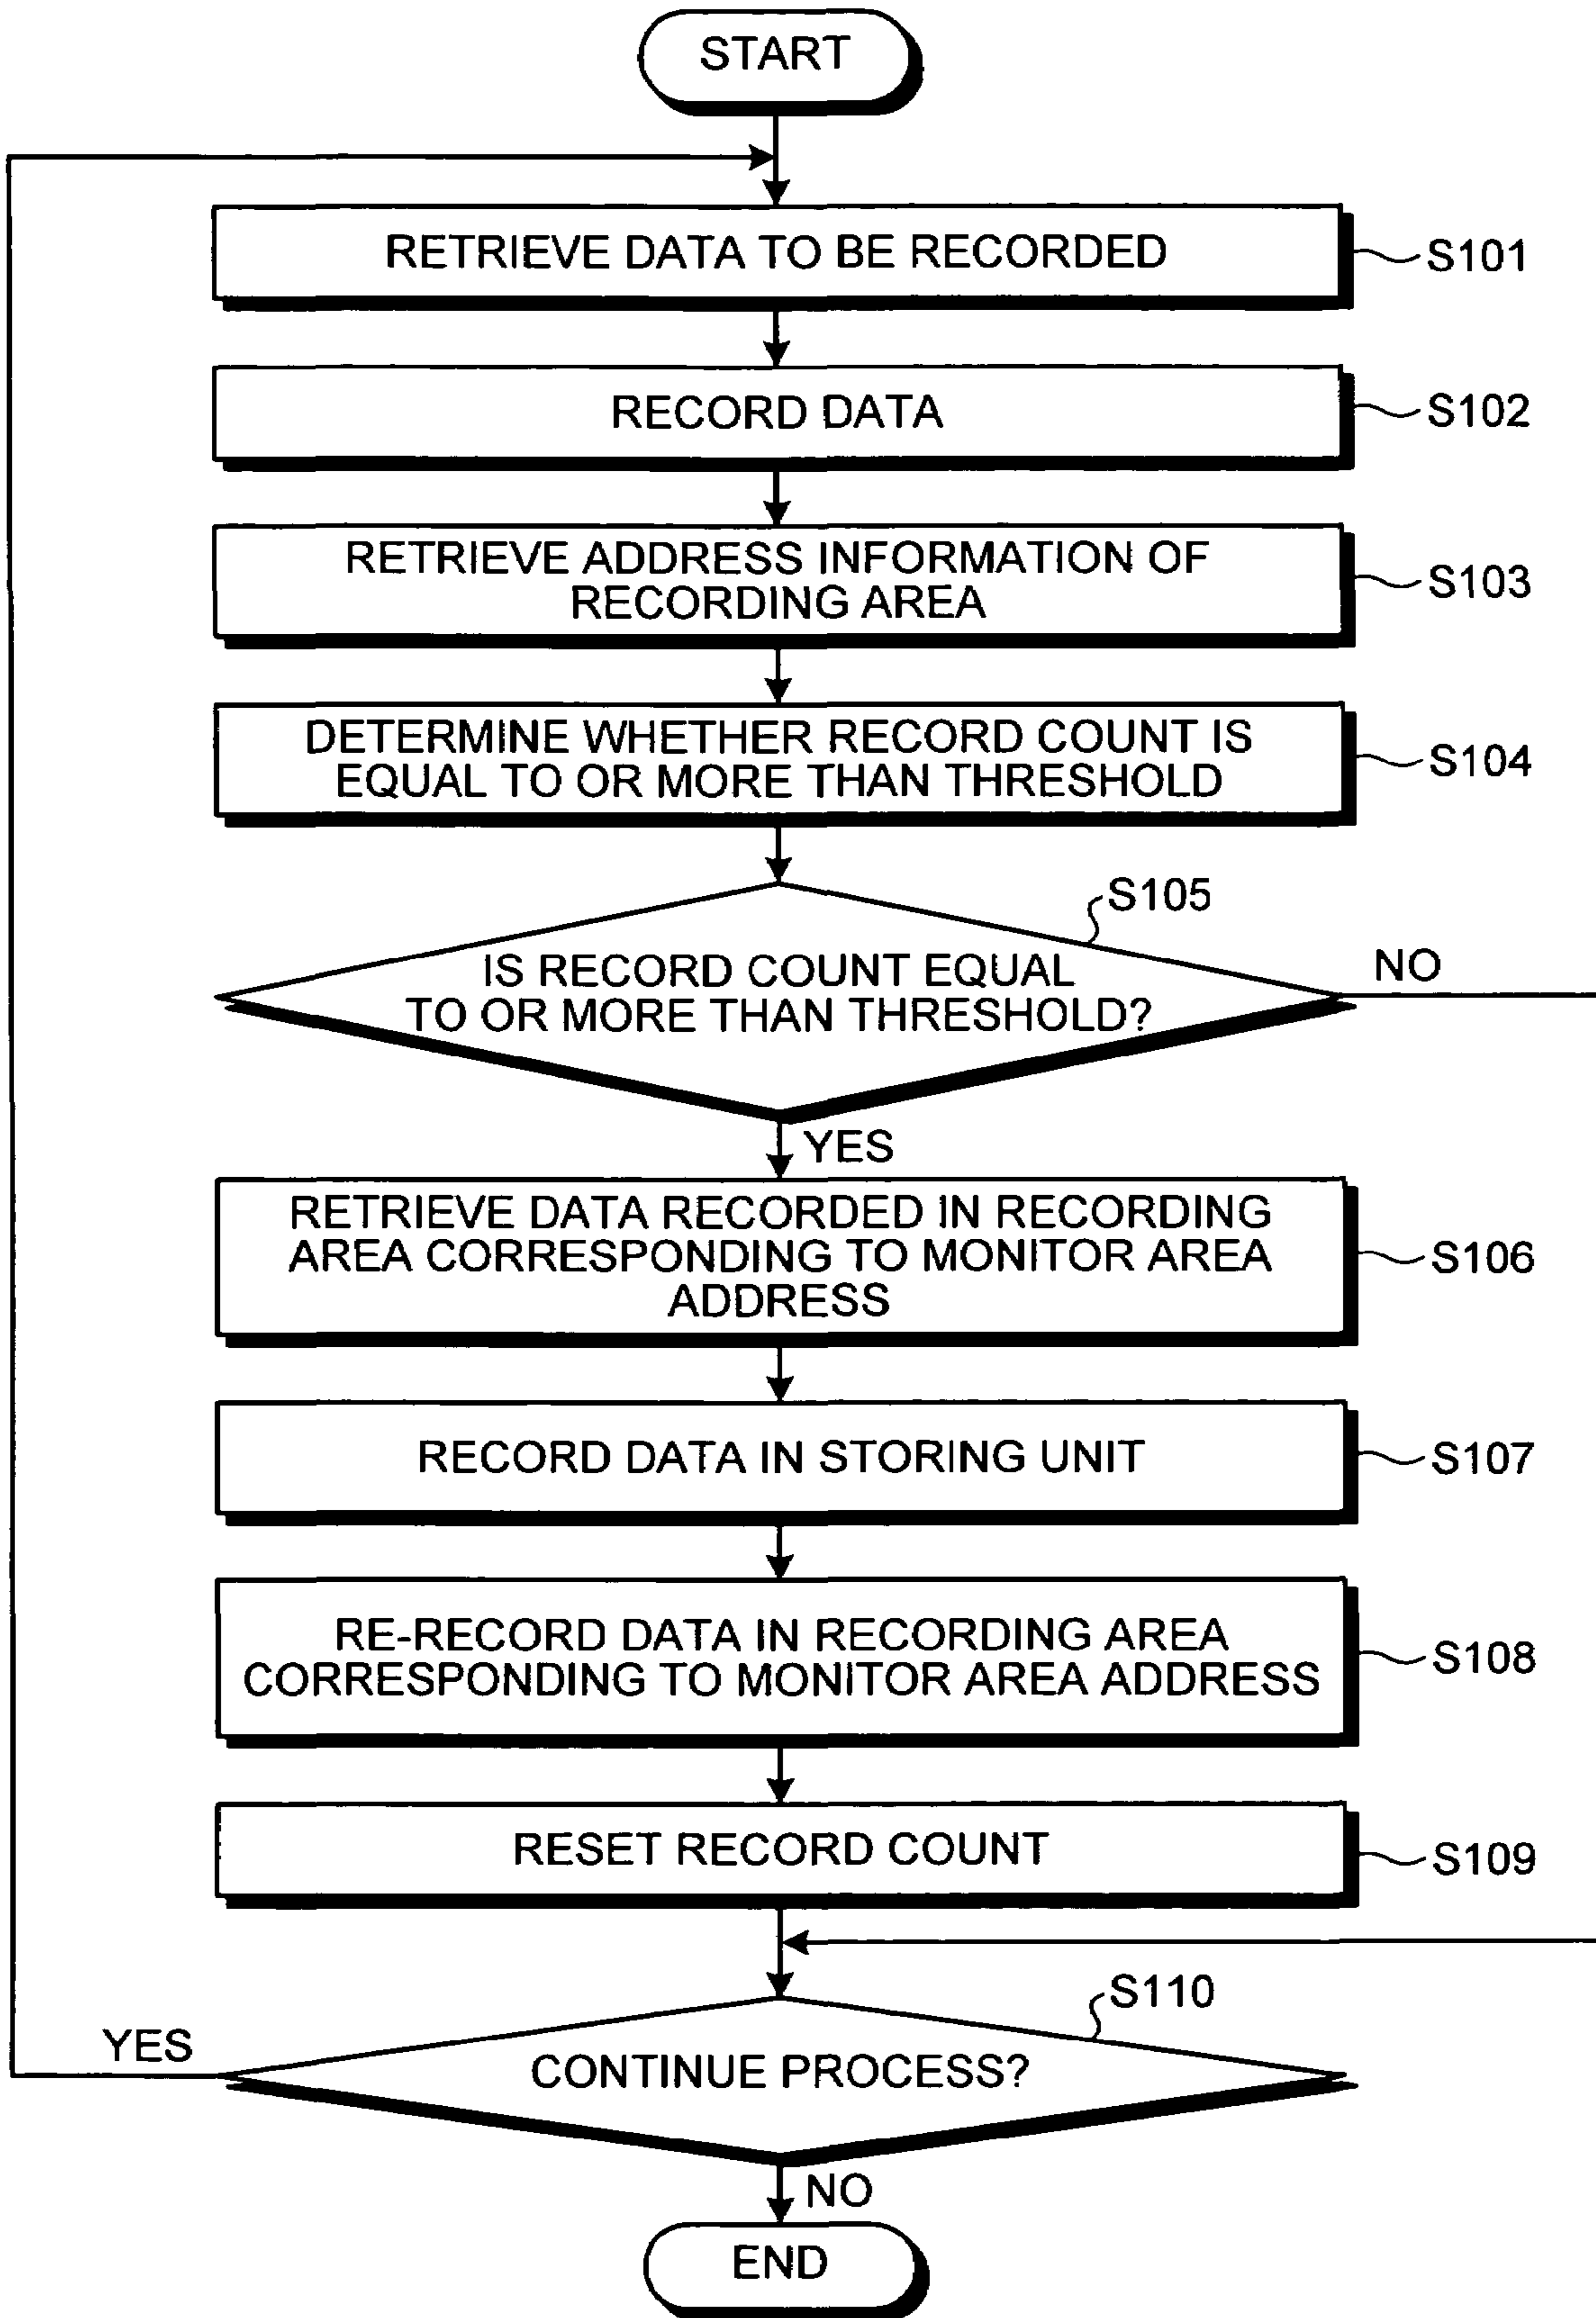 START
RETRIEVE DATA TO BE RECORDED
S101
RECORD DATA
S102
RETRIEVE ADDRESS INFORMATION OF
RECORDING AREA
S103
DETERMINE WHETHER RECORD COUNT IS
EQUAL TO OR MORE THAN THRESHOLD
S104
S105
IS RECORD COUNT EQUAL
TO OR MORE THAN THRESHOLD?
NO
YES
RETRIEVE DATA RECORDED IN RECORDING
AREA CORRESPONDING TO MONITOR AREA
ADDRESS
S106
RECORD DATA IN STORING UNIT
S107
RE-RECORD DATA IN RECORDING AREA
CORRESPONDING TO MONITOR AREA ADDRESS
S108
RESET RECORD COUNT
S109
S110
YES
CONTINUE PROCESS?
NO
END